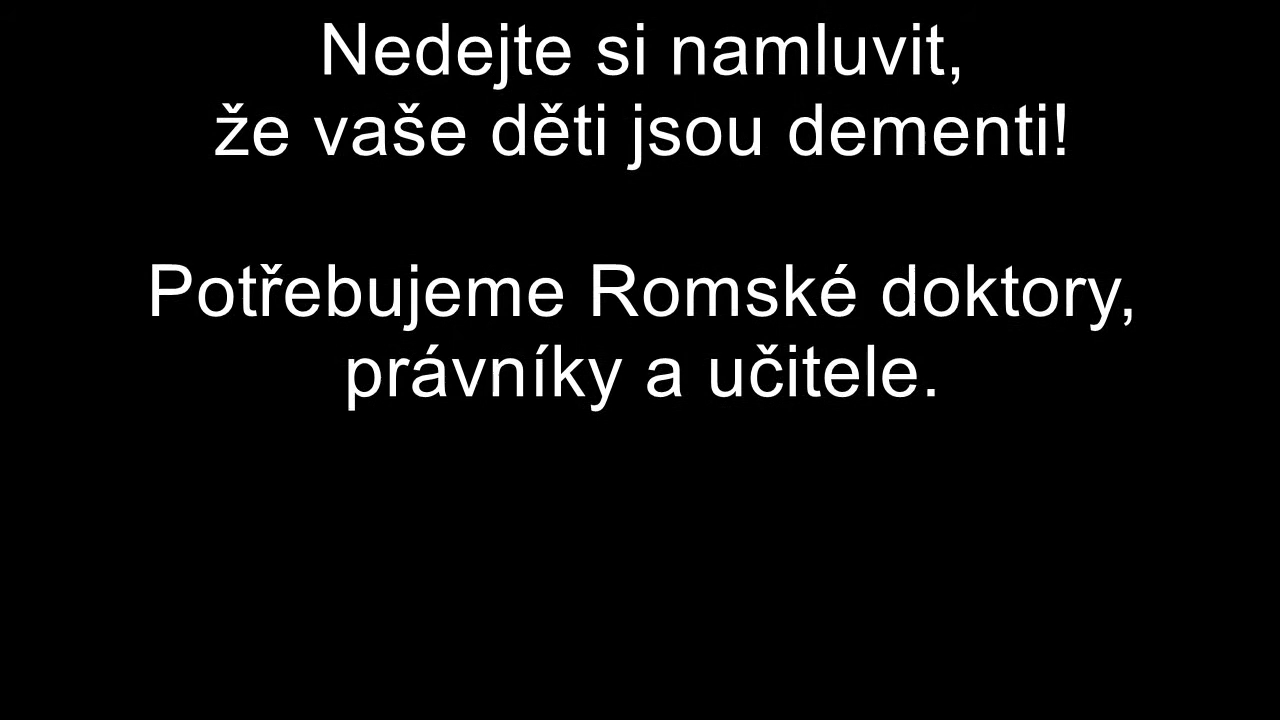 Nedejte si namluvit,
že vaše děti jsou dementi!
Potřebujeme Romské doktory,
právníky a učitele.